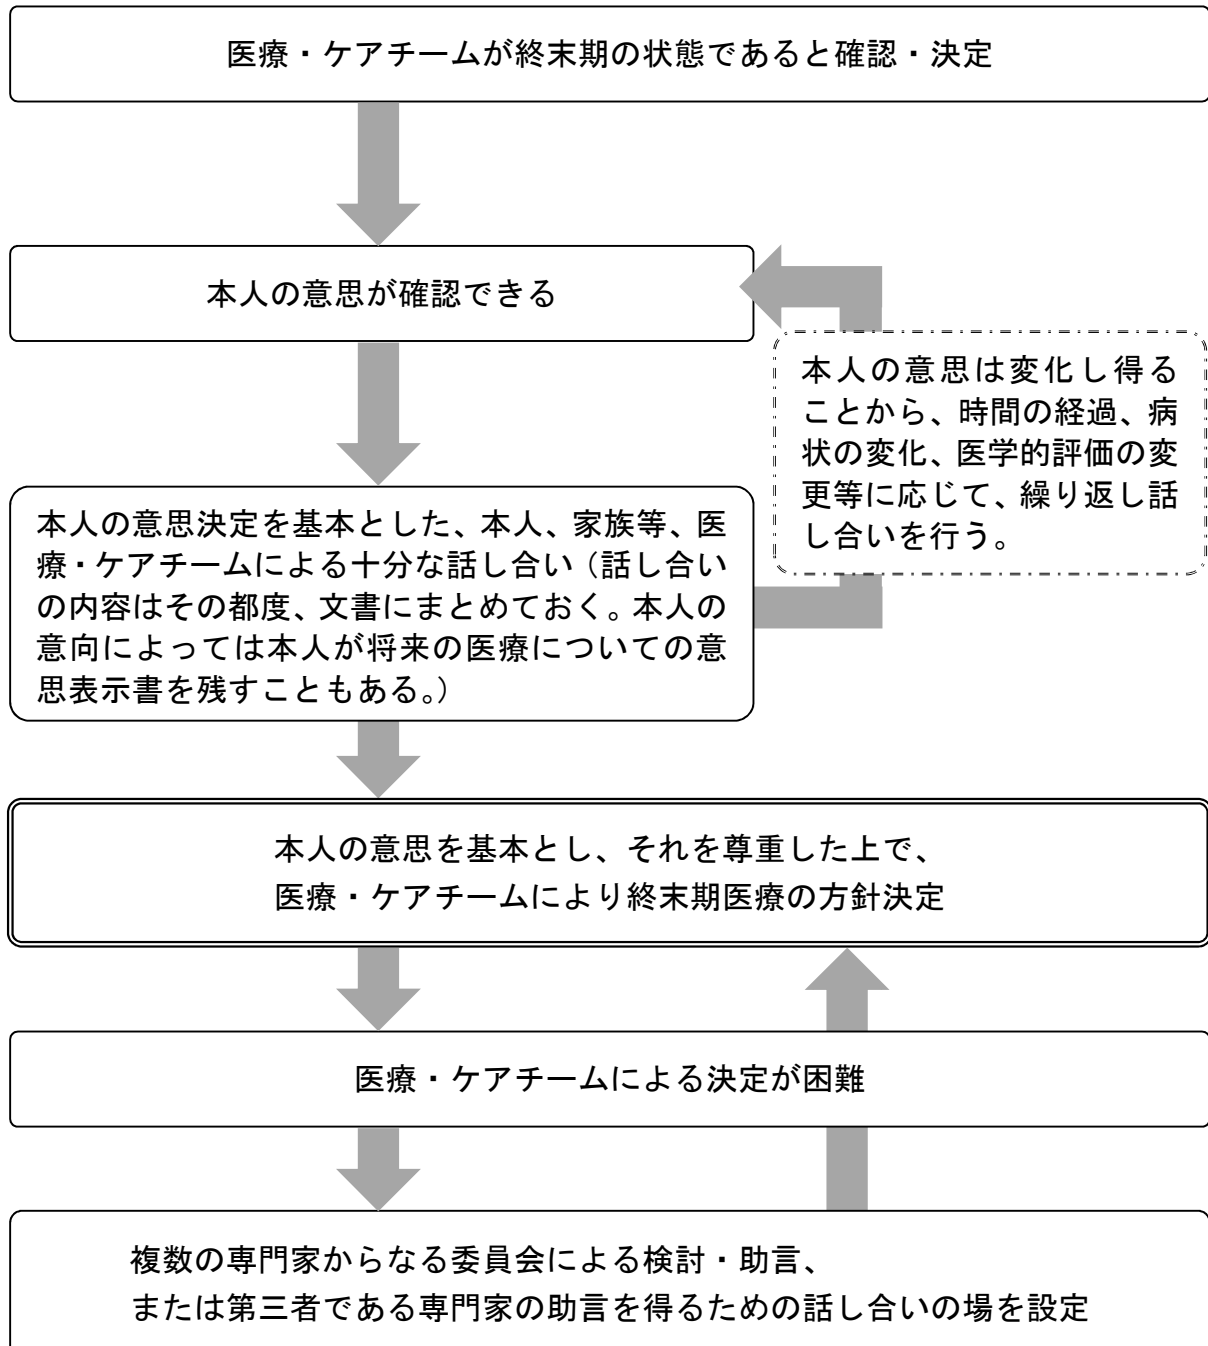 医療・ケアチームが終末期の状態であると確認・決定
本人の意思が確認できる
本人の意思は変化し得る
ことから、時間の経過、病
状の変化、医学的評価の変
更等に応じて、繰り返し話
し合いを行う。
本人の意思決定を基本とした、本人、家族等、医
療・ケアチームによる十分な話し合い（話し合い
の内容はその都度、文書にまとめておく。本人の
意向によっては本人が将来の医療についての意
思表示書を残すこともある。）
本人の意思を基本とし、それを尊重した上で、
医療・ケアチームにより終末期医療の方針決定
医療・ケアチームによる決定が困難
複数の専門家からなる委員会による検討・助言、
または第三者である専門家の助言を得るための話し合いの場を設定